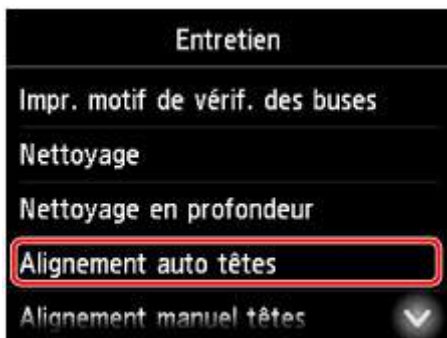 Entretien
Impr. motif de vérif. des buses
Nettoyage
Nettoyage en profondeur
Alignement auto têtes
Alignement manuel têtes